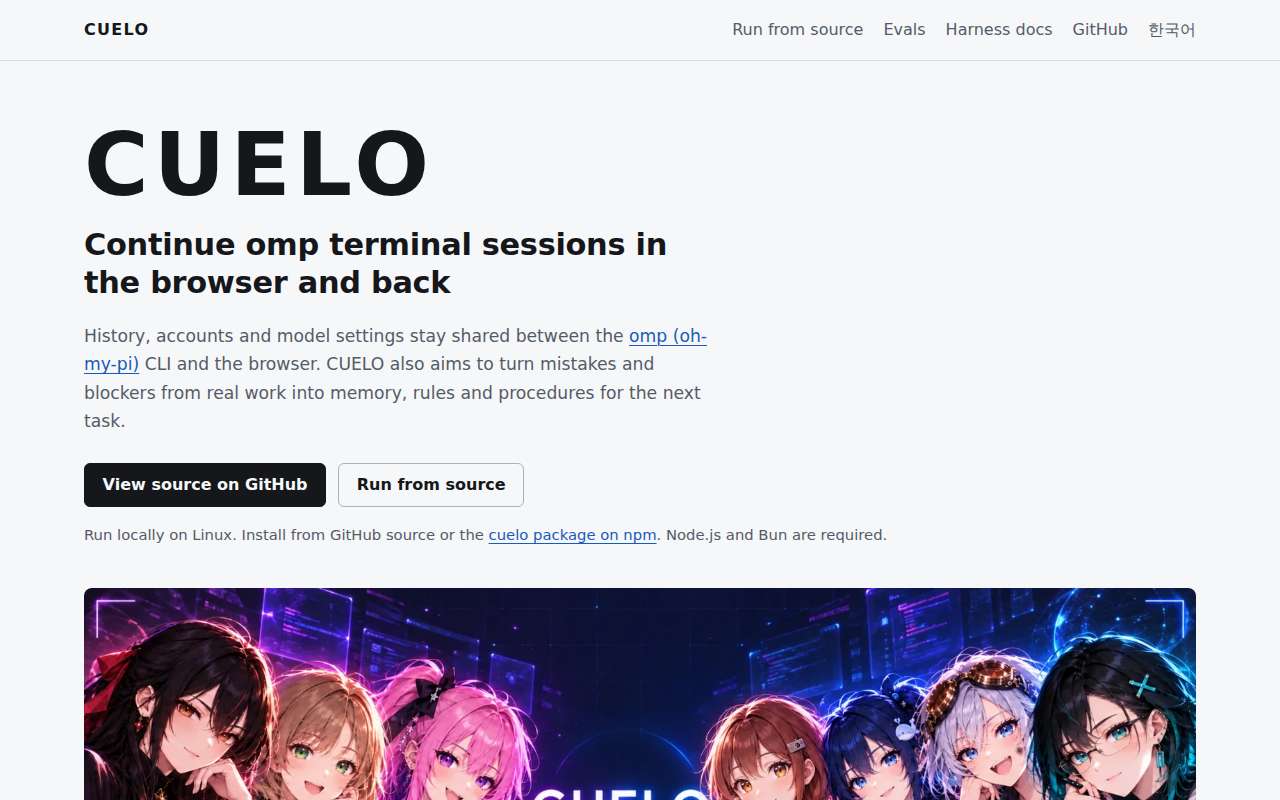 CUELO
Run from source
Evals
Harness docs
GitHub
한국어
CUELO
Continue omp terminal sessions in
the browser and back
History, accounts and model settings stay shared between the omp (oh-
my-pi) CLI and the browser. CUELO also aims to turn mistakes and
blockers from real work into memory, rules and procedures for the next
task.
View source on GitHub
Run from source
Run locally on Linux. Install from GitHub source or the cuelo package on npm. Node.js and Bun are required.
CUELO